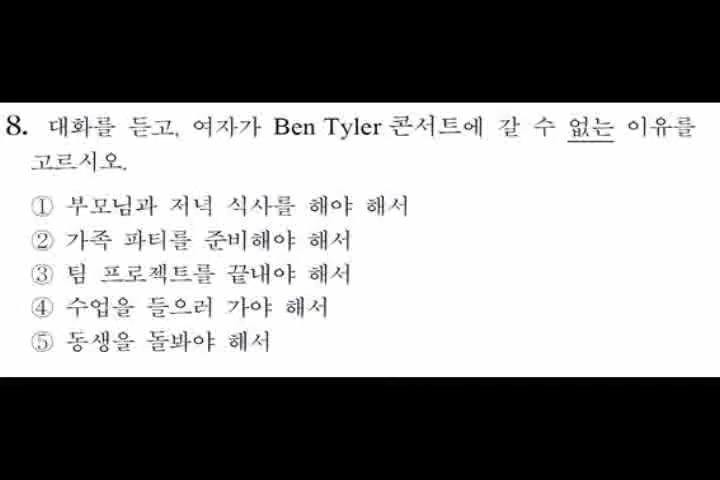 8. 대화를 듣고, 여자가 Ben Tyler 콘서트에 갈 수 없는 이유를
고르시오.
① 부모님과 저녁 식사를 해야 해서
② 가족 파티를 준비해야 해서
③ 팀 프로젝트를 끝내야 해서
④ 수업을 들으러 가야 해서
⑤ 동생을 돌봐야 해서